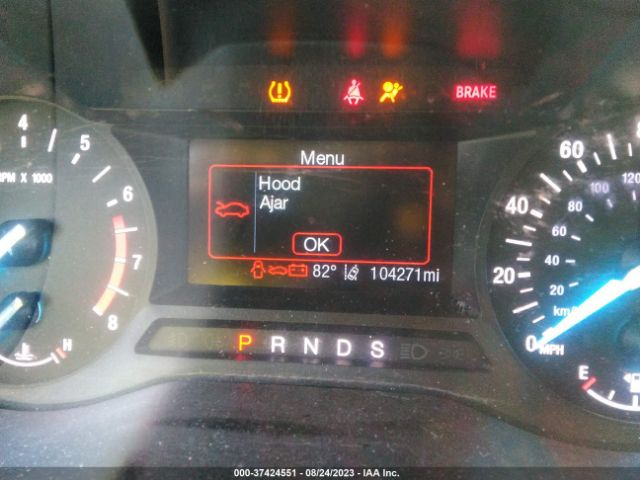 BRAKE
4
5
6
7
8
RPM X 1000
H
Menu
Hood
Ajar
OK
82° 104271mi
P R N D S
60
40
20
0
MPH
120
100
80
60
40
20
km/
E
000-37424551 - 08/24/2023 - IAA Inc.